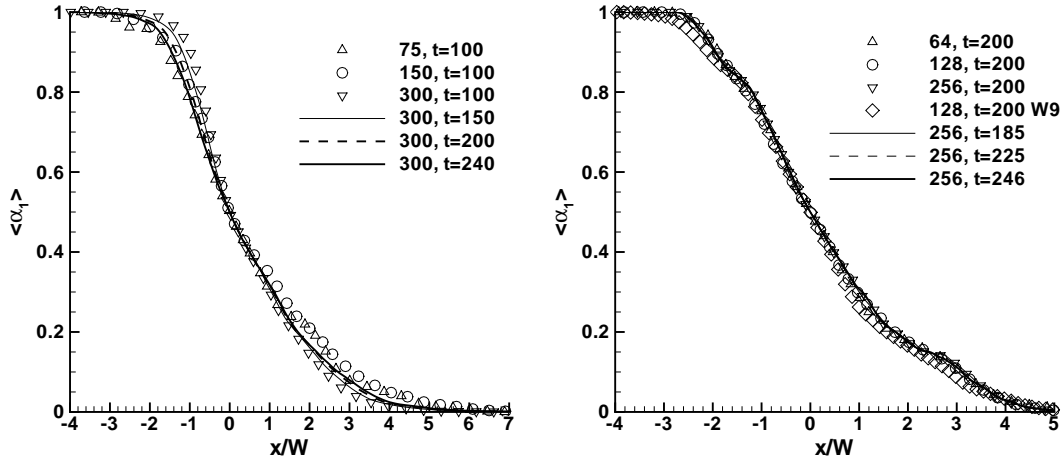 1
0.8
0.6
0.4
0.2
0
<α₁>
-4 -3 -2 -1 0 1 2 3 4 5 6 7
x/W
75, t=100
150, t=100
300, t=100
300, t=150
300, t=200
300, t=240
1
0.8
0.6
0.4
0.2
0
<α₁>
-4 -3 -2 -1 0 1 2 3 4 5
x/W
64, t=200
128, t=200
256, t=200
128, t=200 W9
256, t=185
256, t=225
256, t=246